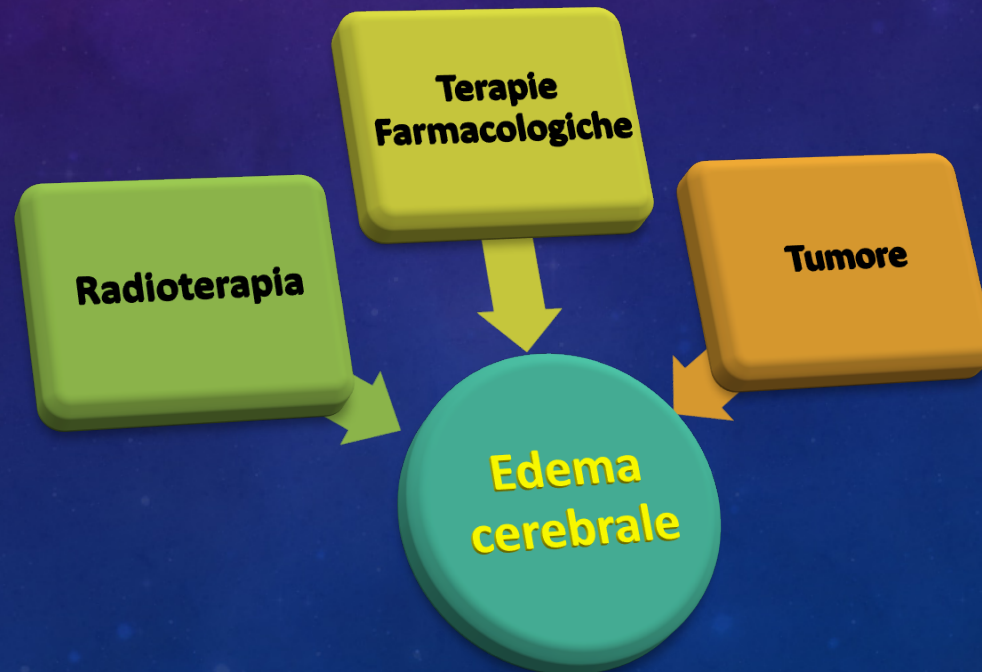 Terapie
Farmacologiche
Radioterapia
Tumore
Edema
cerebrale